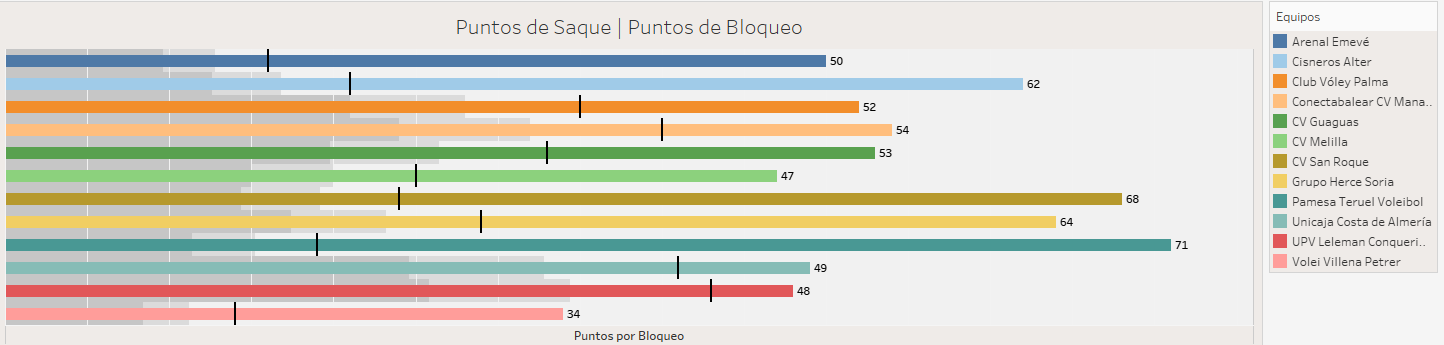 Puntos de Saque | Puntos de Bloqueo
50
62
52
54
53
47
68
64
71
49
48
34
Puntos por Bloqueo
Equipos
Arenal Emevé
Cisneros Alter
Club Vóley Palma
Conectabalear CV Mana..
CV Guaguas
CV Melilla
CV San Roque
Grupo Herce Soria
Pamesa Teruel Voleibol
Unicaja Costa de Almería
UPV Leleman Conqueri..
Volei Villena Petrer